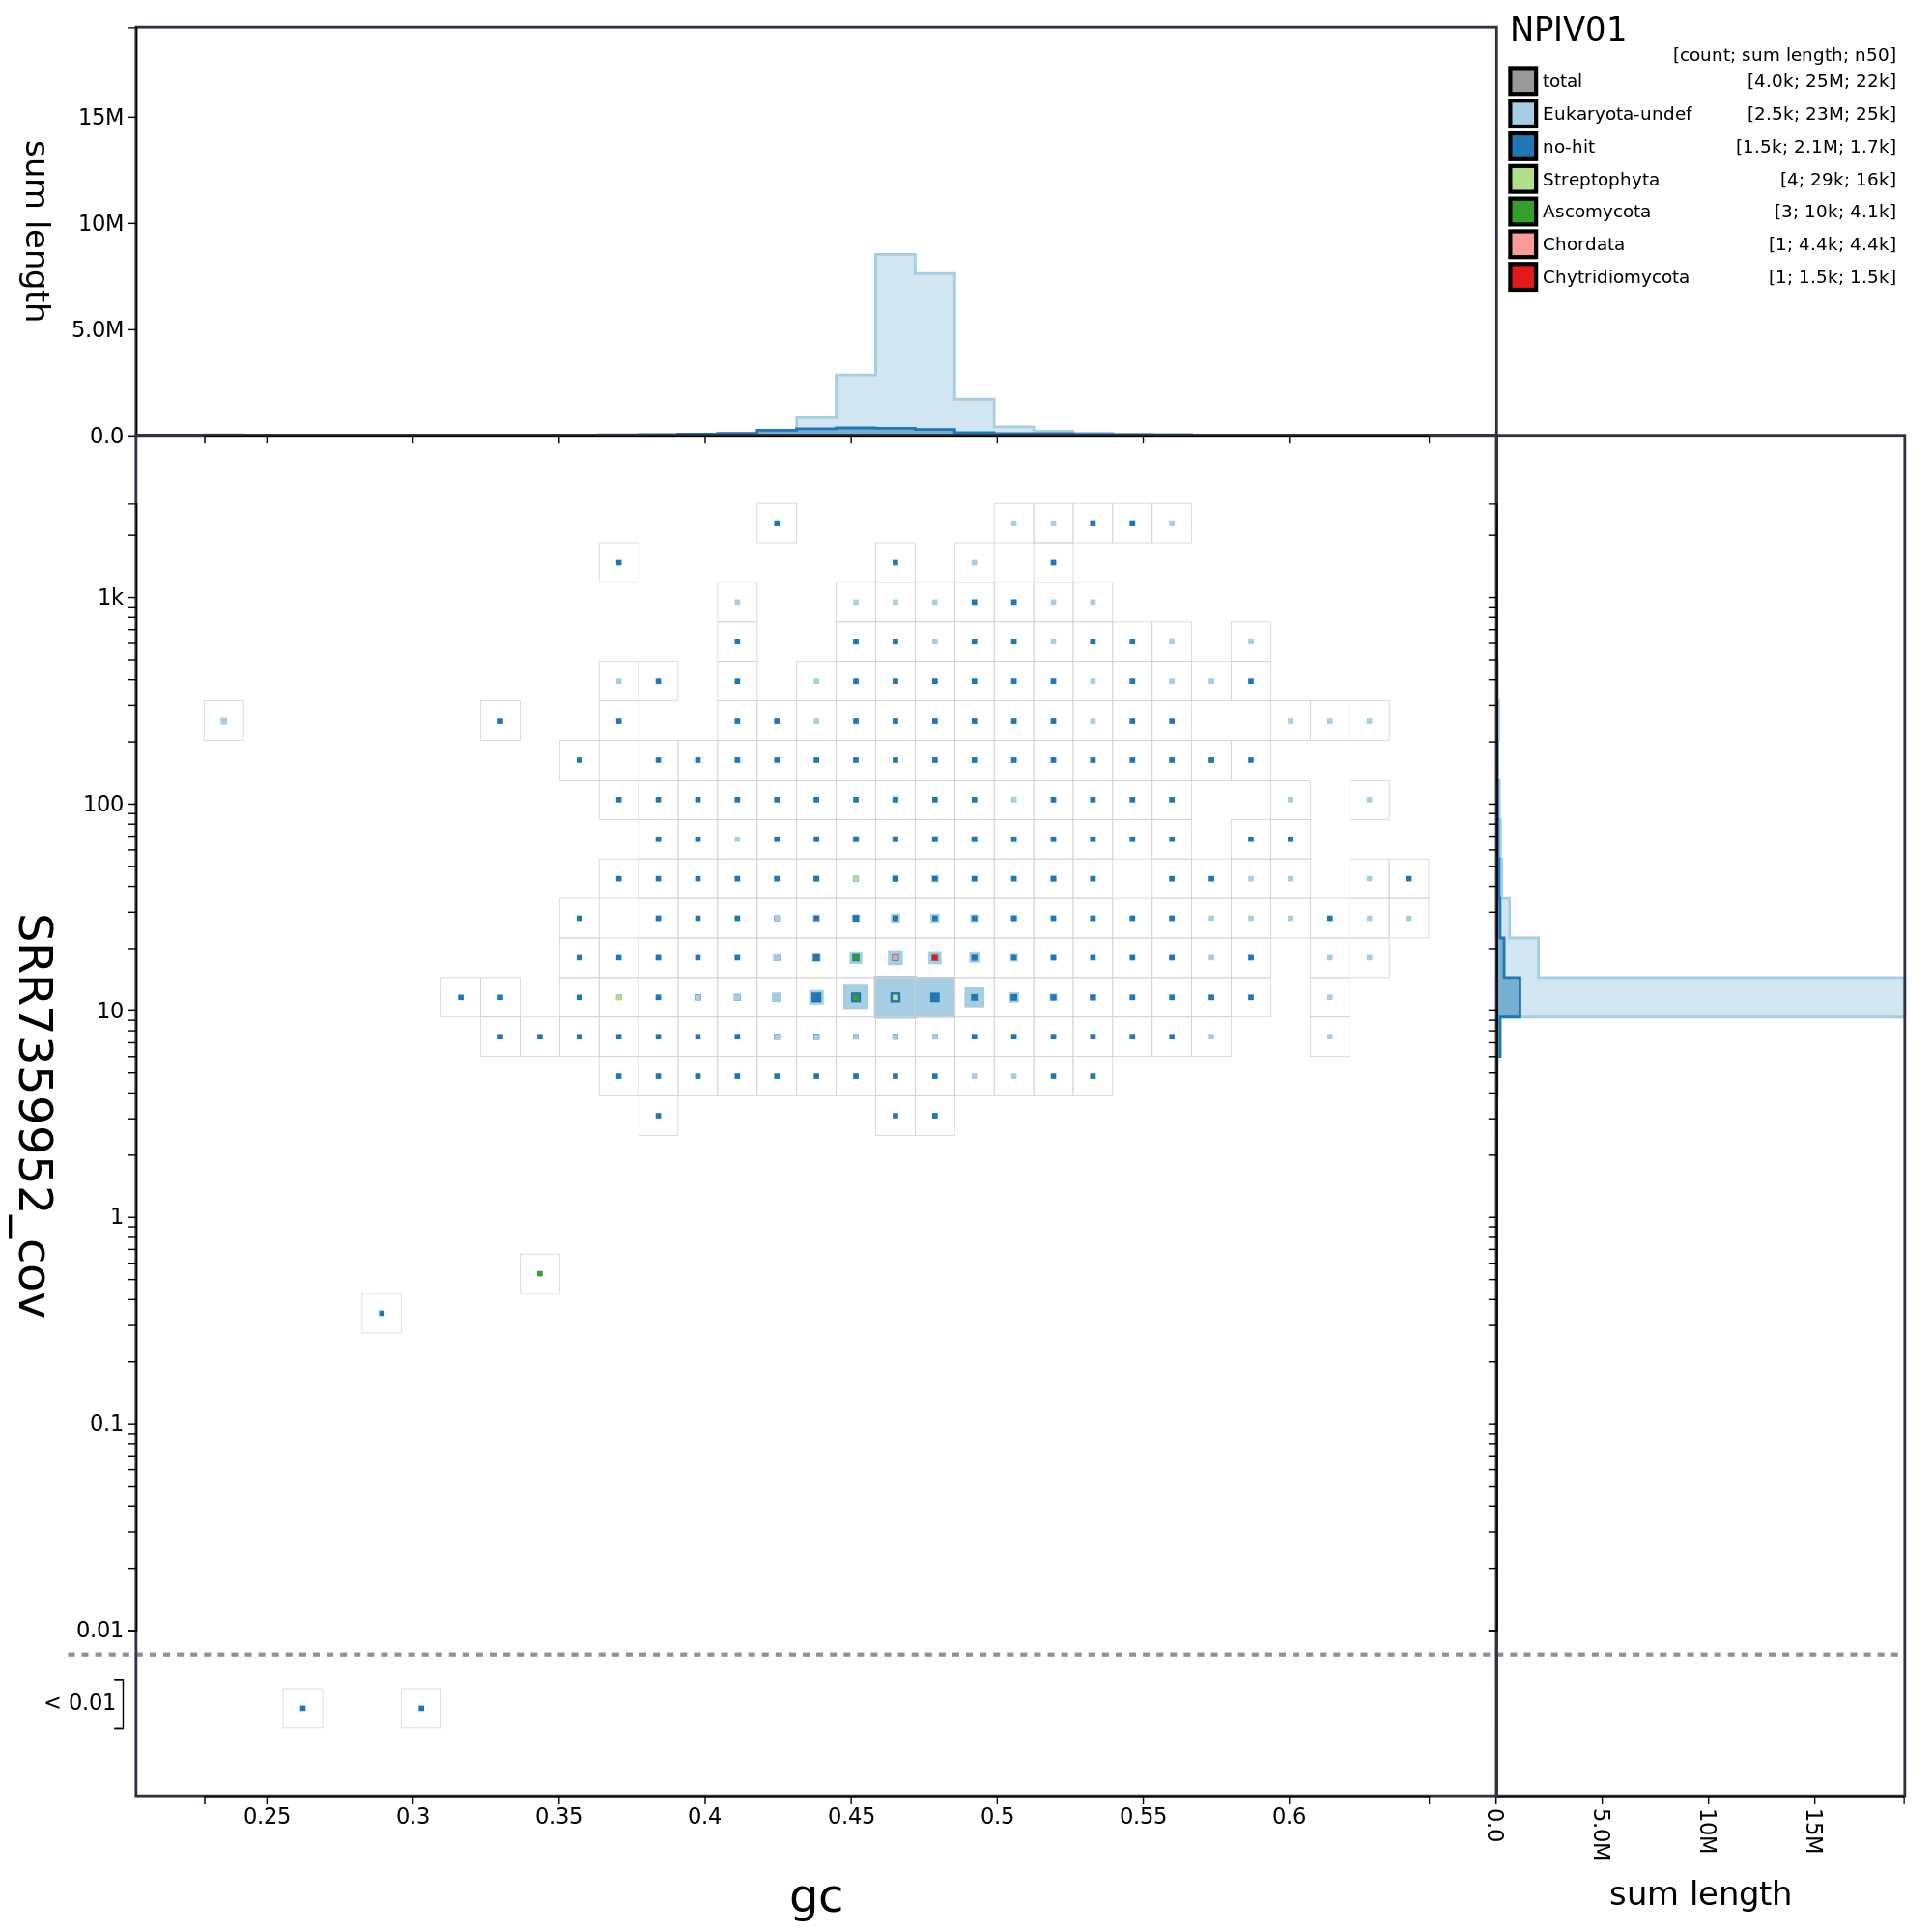 NPIV01
[count; sum length; n50]
total [4.0k; 25M; 22k]
Eukaryota-undef [2.5k; 23M; 25k]
no-hit [1.5k; 2.1M; 1.7k]
Streptophyta [4; 29k; 16k]
Ascomycota [3; 10k; 4.1k]
Chordata [1; 4.4k; 4.4k]
Chytridiomycota [1; 1.5k; 1.5k]
sum length
15M
10M
5.0M
0.0
SRR7359952_cov
1k
100
10
1
0.1
0.01
< 0.01
0.25 0.3 0.35 0.4 0.45 0.5 0.55 0.6
gc
0.0 5.0M 10M 15M
sum length